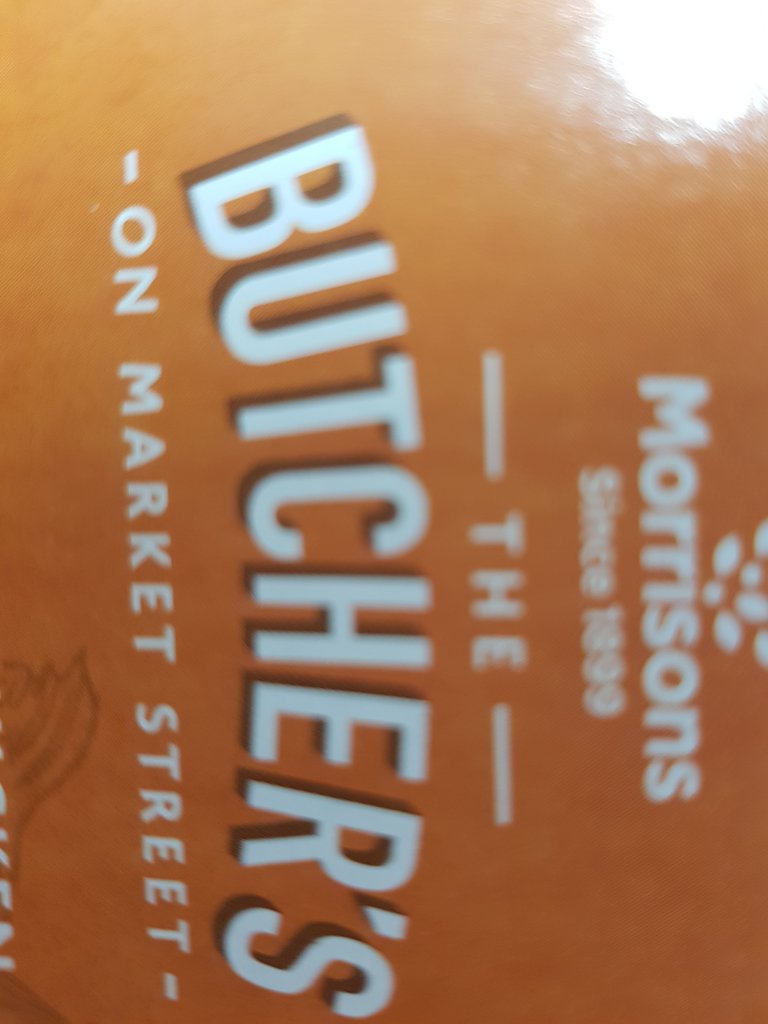 Morrisons
Since 1899
THE
BUTCHER'S
- ON MARKET STREET -